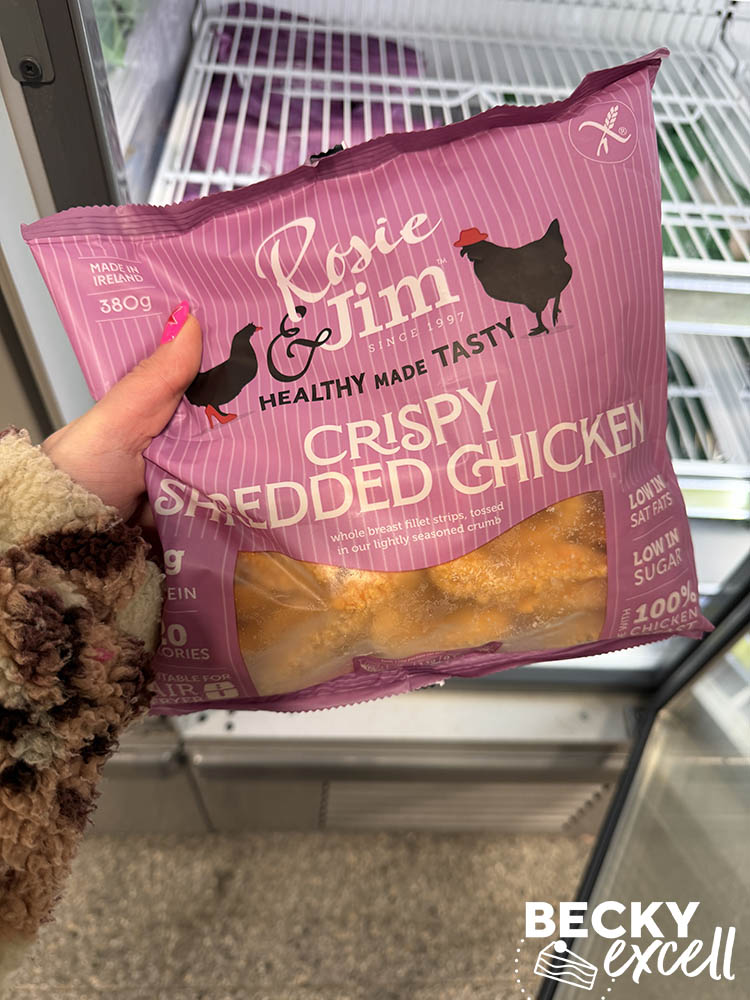 MADE IN
IRELAND
380g
Rosie
& Jim™
SINCE 1997
HEALTHY MADE TASTY
CRISPY
SHREDDED CHICKEN
whole breast fillet strips, tossed
in our lightly seasoned crumb
LOW IN
SAT FATS
LOW IN
SUGAR
100%
CHICKEN
BECKY
excell